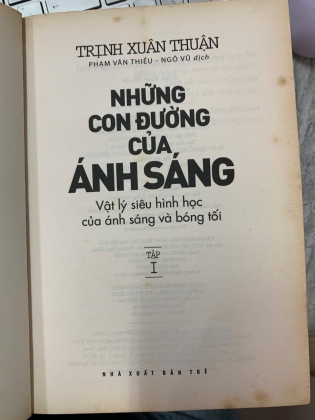 TRỊNH XUÂN THUẬN
PHẠM VĂN THIỀU - NGÔ VŨ dịch
NHỮNG
CON ĐƯỜNG
CỦA
ÁNH SÁNG
Vật lý siêu hình học
của ánh sáng và bóng tối
TẬP
I
NHÀ XUẤT BẢN TRẺ